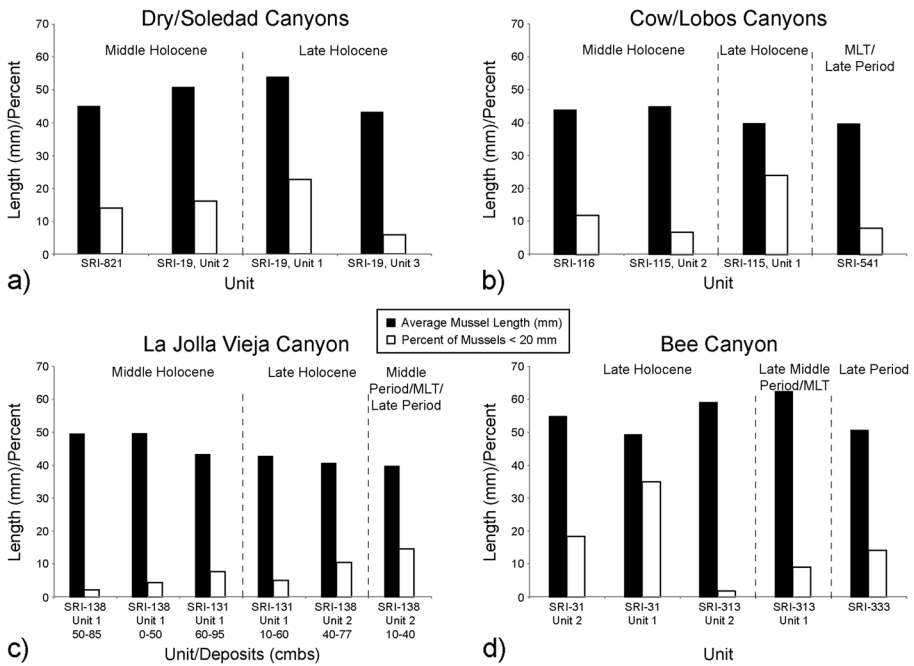 Dry/Soledad Canyons
Middle Holocene
Late Holocene
Length (mm)/Percent
70
60
50
40
30
20
10
0
SRI-821
SRI-19, Unit 2
SRI-19, Unit 1
SRI-19, Unit 3
Unit
a)
Cow/Lobos Canyons
Middle Holocene
Late Holocene
MLT/
Late Period
Length (mm)/Percent
70
60
50
40
30
20
10
0
SRI-116
SRI-115, Unit 2
SRI-115, Unit 1
SRI-541
Unit
b)
Average Mussel Length (mm)
Percent of Mussels < 20 mm
La Jolla Vieja Canyon
Middle Holocene
Late Holocene
Middle
Period/MLT/
Late Period
Length (mm)/Percent
70
60
50
40
30
20
10
0
SRI-138
Unit 1
50-85
SRI-138
Unit 1
0-50
SRI-131
Unit 1
60-95
SRI-131
Unit 1
10-60
SRI-138
Unit 2
40-77
SRI-138
Unit 2
10-40
Unit/Deposits (cmbs)
c)
Bee Canyon
Late Holocene
Late Middle
Period/MLT
Late Period
Length (mm)/Percent
70
60
50
40
30
20
10
0
SRI-31
Unit 2
SRI-31
Unit 1
SRI-313
Unit 2
SRI-313
Unit 1
SRI-333
Unit
d)